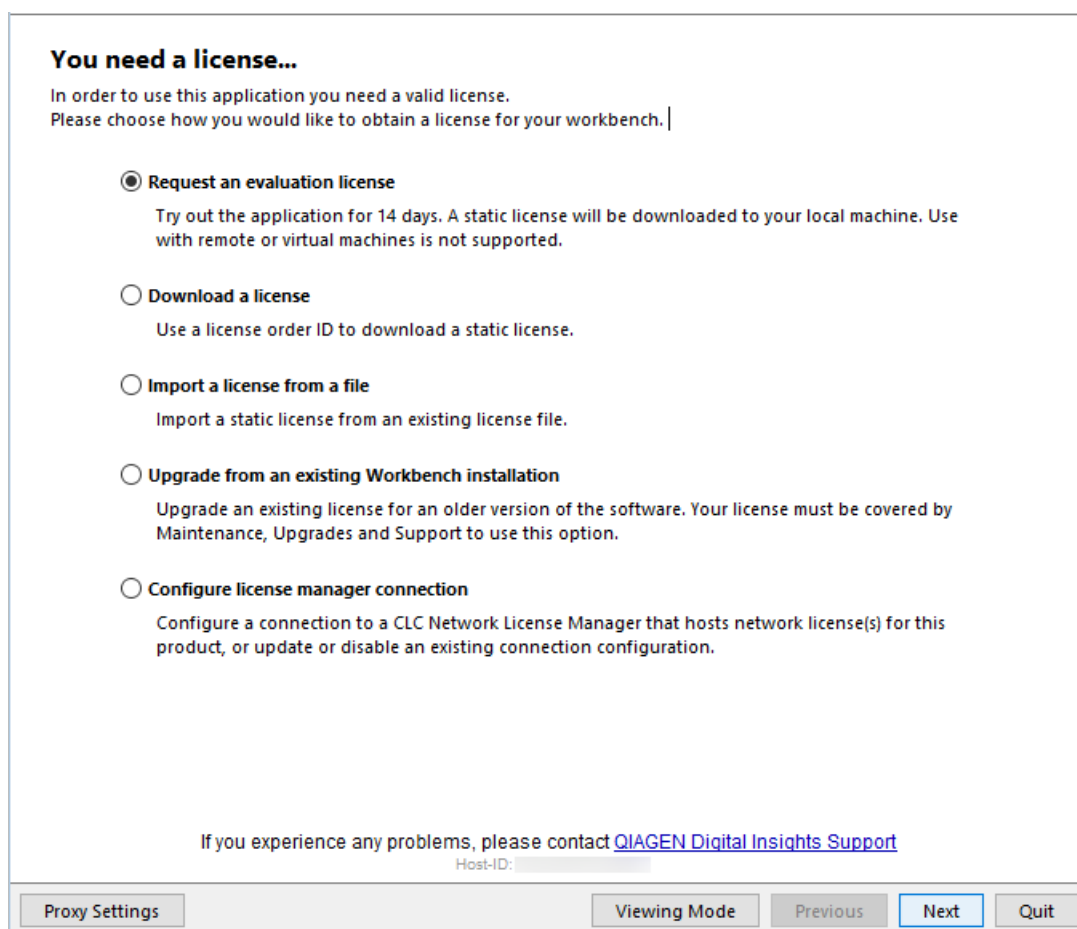 You need a license...
In order to use this application you need a valid license.
Please choose how you would like to obtain a license for your workbench.
Request an evaluation license
Try out the application for 14 days. A static license will be downloaded to your local machine. Use
with remote or virtual machines is not supported.
Download a license
Use a license order ID to download a static license.
Import a license from a file
Import a static license from an existing license file.
Upgrade from an existing Workbench installation
Upgrade an existing license for an older version of the software. Your license must be covered by
Maintenance, Upgrades and Support to use this option.
Configure license manager connection
Configure a connection to a CLC Network License Manager that hosts network license(s) for this
product, or update or disable an existing connection configuration.
If you experience any problems, please contact QIAGEN Digital Insights Support
Host-ID:
Proxy Settings Viewing Mode Previous Next Quit